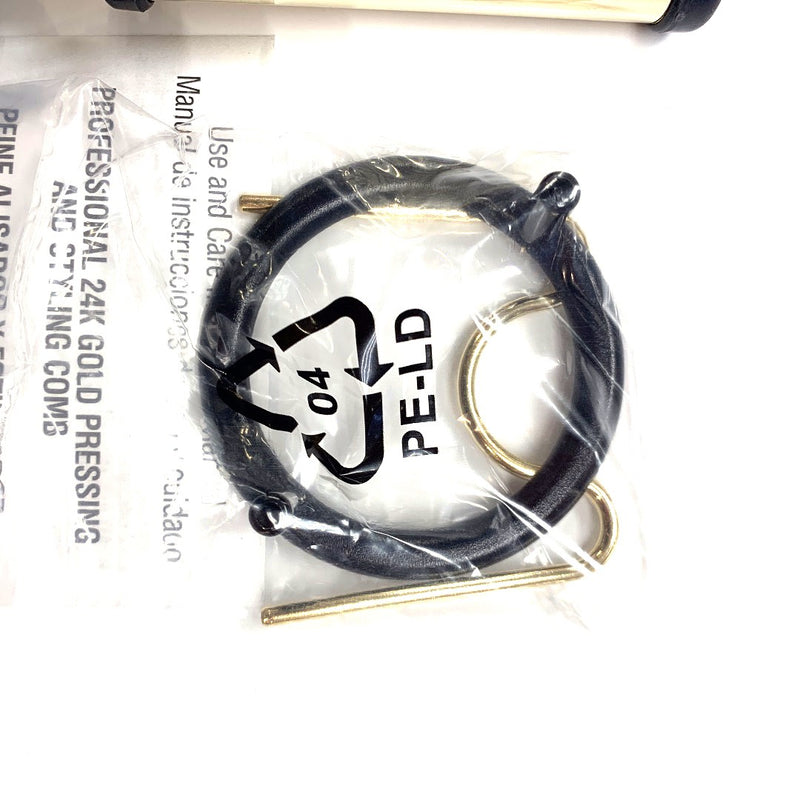 Use and Care
Manual de instrucciones
cuidado
PROFESSIONAL 24K GOLD PRESSING
AND STYLING COMB
PEINE ALISADOR Y
04
PE-LD